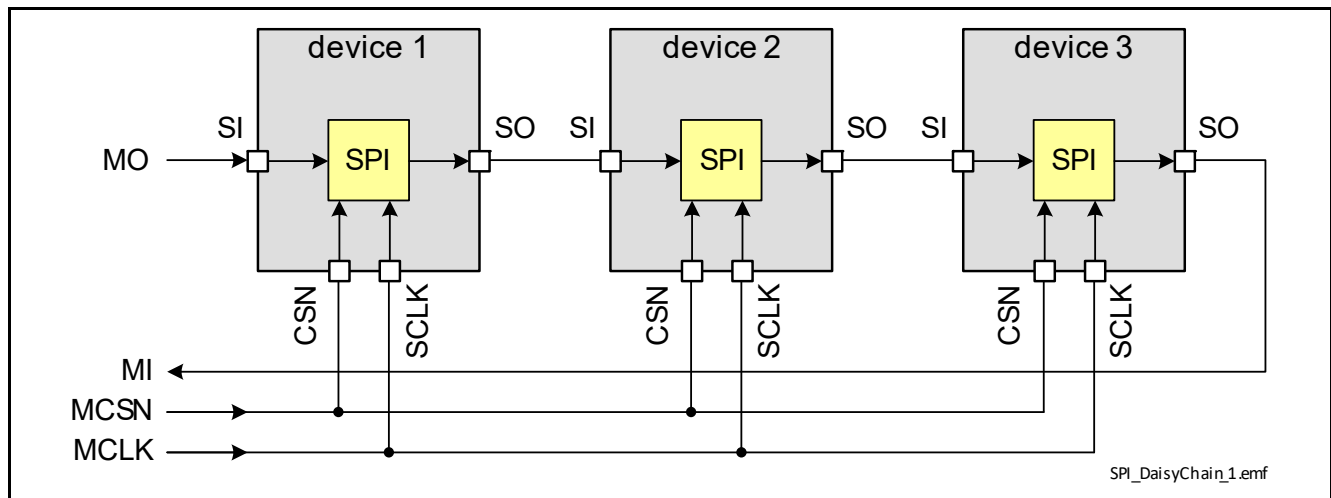 device 1
device 2
device 3
SI
SO
SI
SO
SI
SO
MO
SPI
SPI
SPI
CSN
SCLK
CSN
SCLK
CSN
SCLK
MI
MCSN
MCLK
SPI_DaisyChain_1.emf